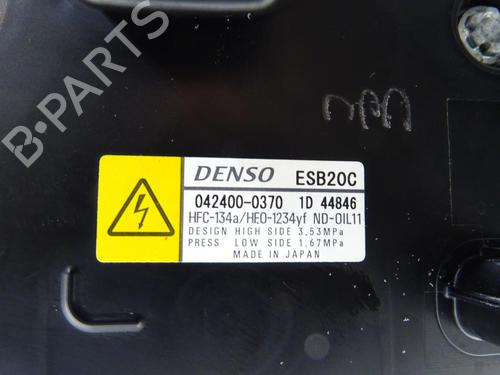 B-PARTS
DENSO ESB20C
042400-0370 1D 44846
HFC-134a/HFO-1234yf ND-OIL11
DESIGN HIGH SIDE 3.53MPa
PRESS LOW SIDE 1.67MPa
MADE IN JAPAN